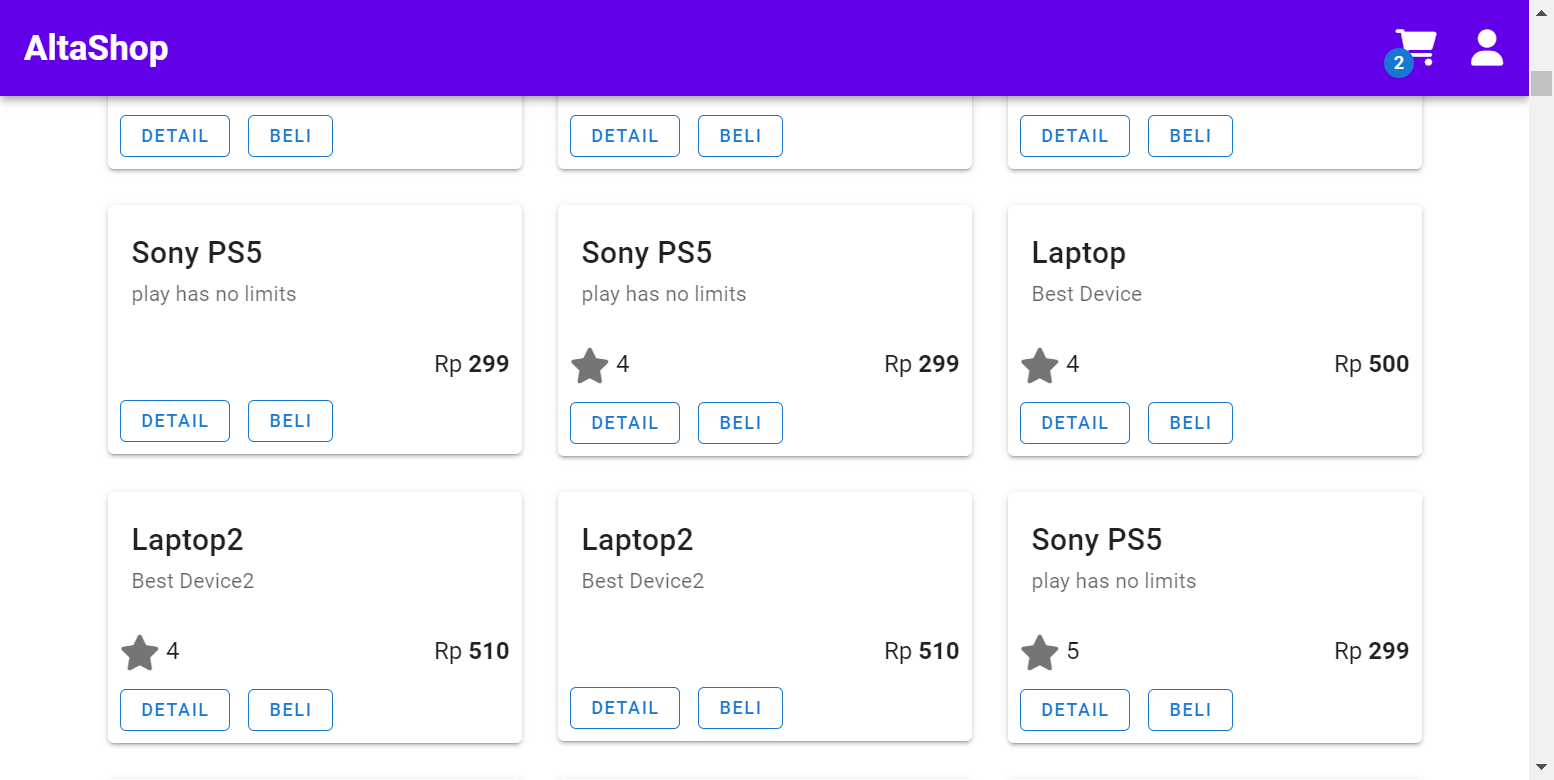 AltaShop
2
DETAIL BELI
DETAIL BELI
DETAIL BELI
Sony PS5
play has no limits
Rp 299
DETAIL BELI
Sony PS5
play has no limits
4 Rp 299
DETAIL BELI
Laptop
Best Device
4 Rp 500
DETAIL BELI
Laptop2
Best Device2
4 Rp 510
DETAIL BELI
Laptop2
Best Device2
Rp 510
DETAIL BELI
Sony PS5
play has no limits
5 Rp 299
DETAIL BELI